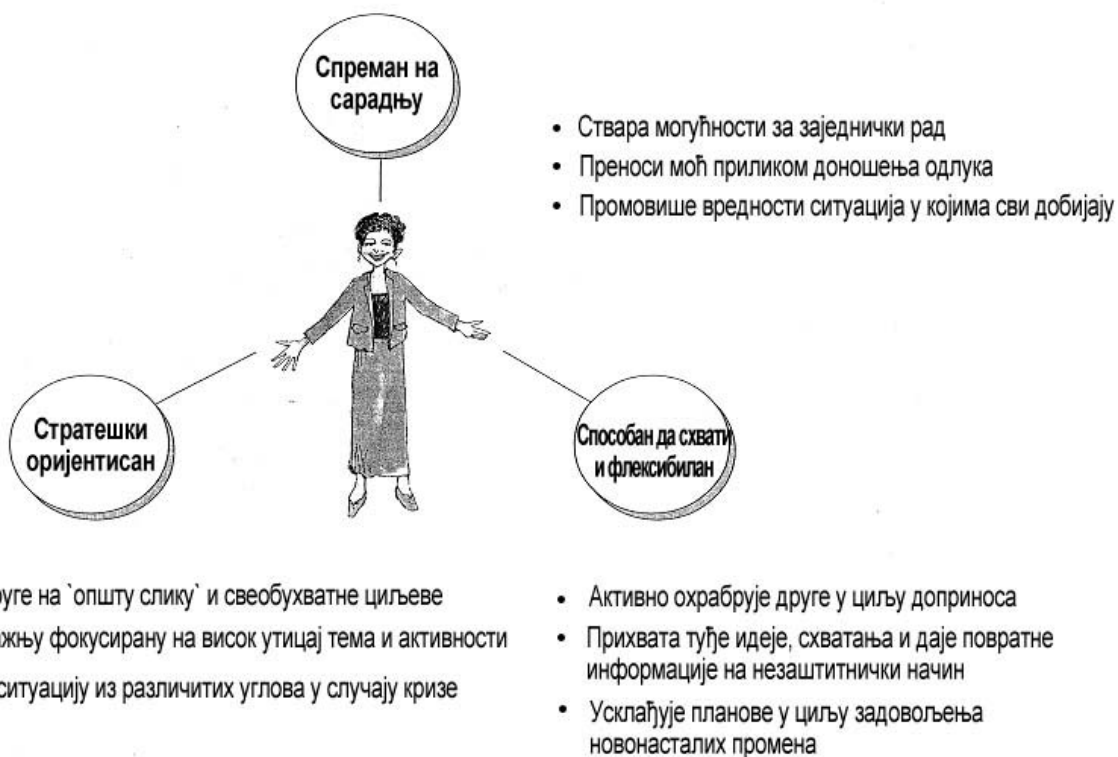 Спреман на
сарадњу
• Ствара могућности за заједнички рад
• Преноси моћ приликом доношења одлука
• Промовише вредности ситуација у којима сви добијају
Стратешки
оријентисан
Способан да схвати
и флексибилан
на `општу слику` и свеобухватне циљеве
фокусирану на висок утицај тема и активности
ситуацију из различитих углова у случају кризе
• Активно охрабрује друге у циљу доприноса
• Прихвата туђе идеје, схватања и даје повратне
информације на незаштитнички начин
• Усклађује планове у циљу задовољења
новонасталих промена